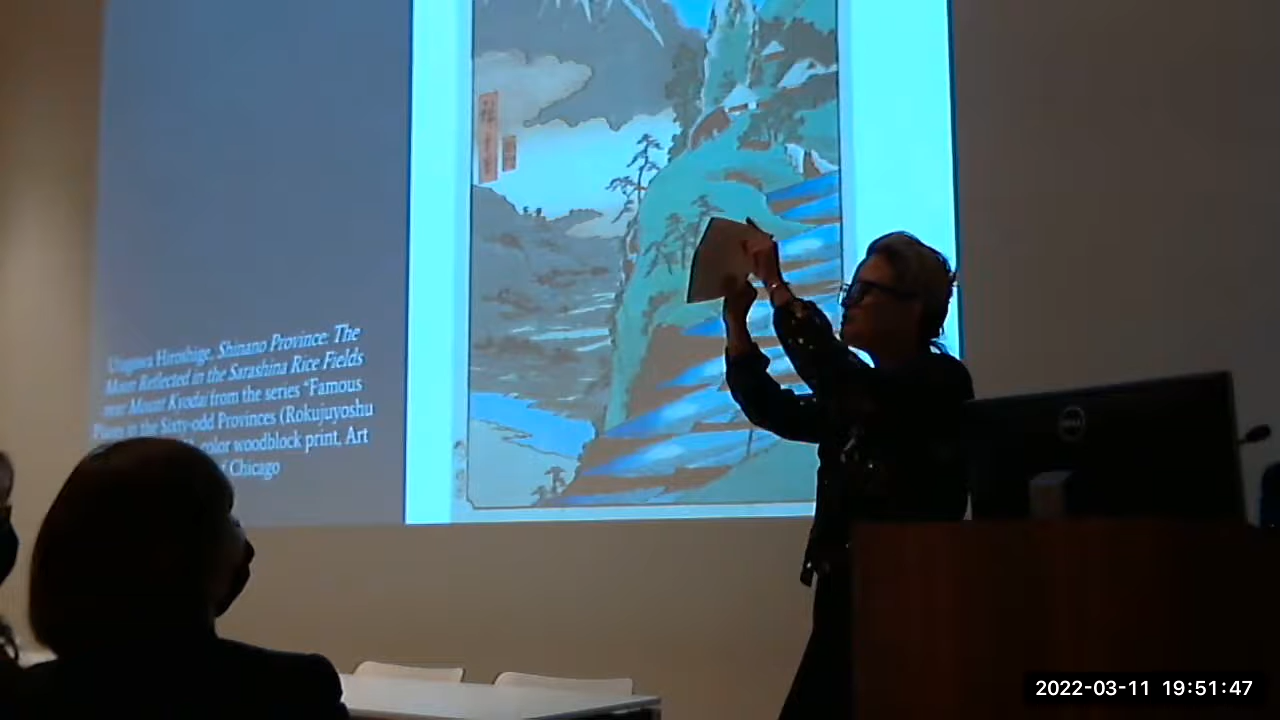 Utagawa Hiroshige, Shinano Province: The
Moon Reflected in the Sarashina Rice Fields
near Mount Kyodai from the series "Famous
Places in the Sixty-odd Provinces (Rokujuyoshu
color woodblock print, Art
Chicago
DELL
2022-03-11 19:51:47